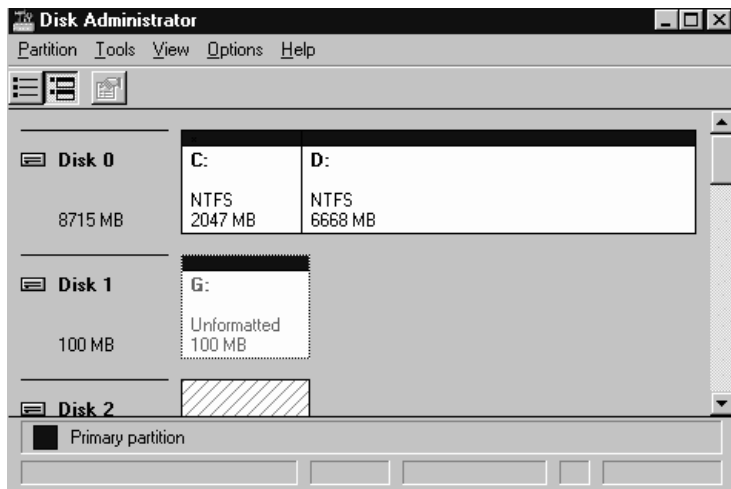 Disk Administrator
Partition Tools View Options Help
Disk 0
8715 MB
C:
NTFS
2047 MB
D:
NTFS
6668 MB
Disk 1
100 MB
G:
Unformatted
100 MB
Disk 2
Primary partition